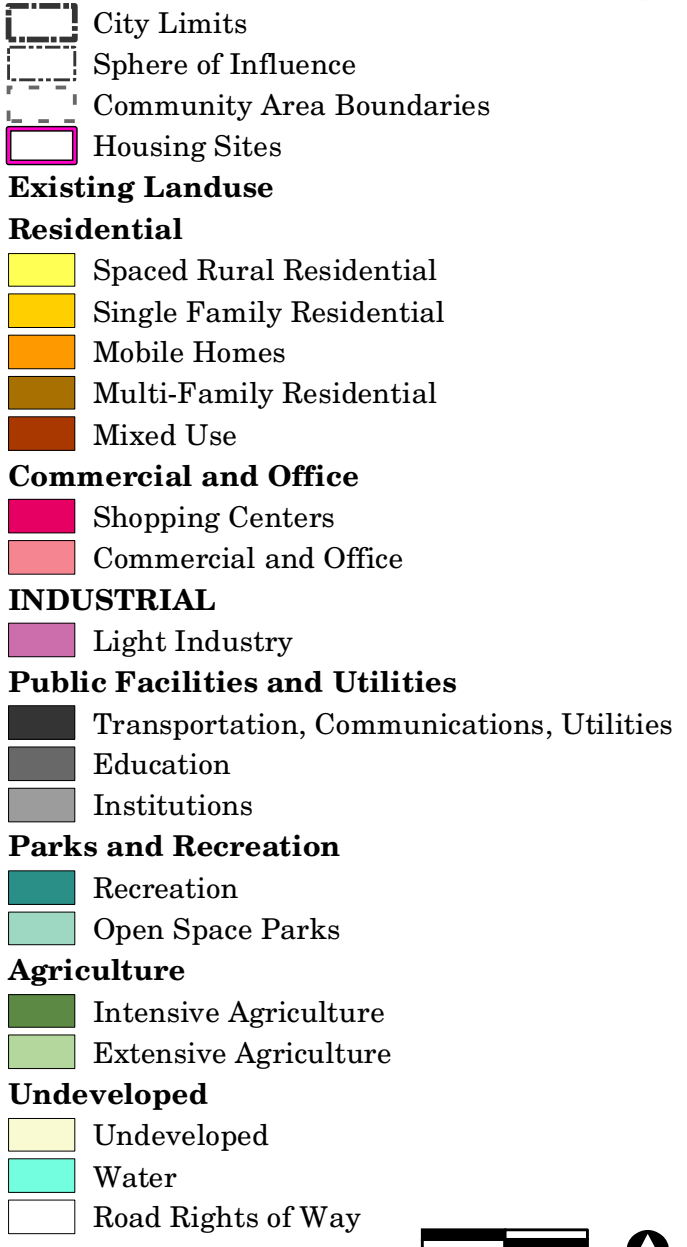 City Limits
Sphere of Influence
Community Area Boundaries
Housing Sites
Existing Landuse
Residential
Spaced Rural Residential
Single Family Residential
Mobile Homes
Multi-Family Residential
Mixed Use
Commercial and Office
Shopping Centers
Commercial and Office
INDUSTRIAL
Light Industry
Public Facilities and Utilities
Transportation, Communications, Utilities
Education
Institutions
Parks and Recreation
Recreation
Open Space Parks
Agriculture
Intensive Agriculture
Extensive Agriculture
Undeveloped
Undeveloped
Water
Road Rights of Way